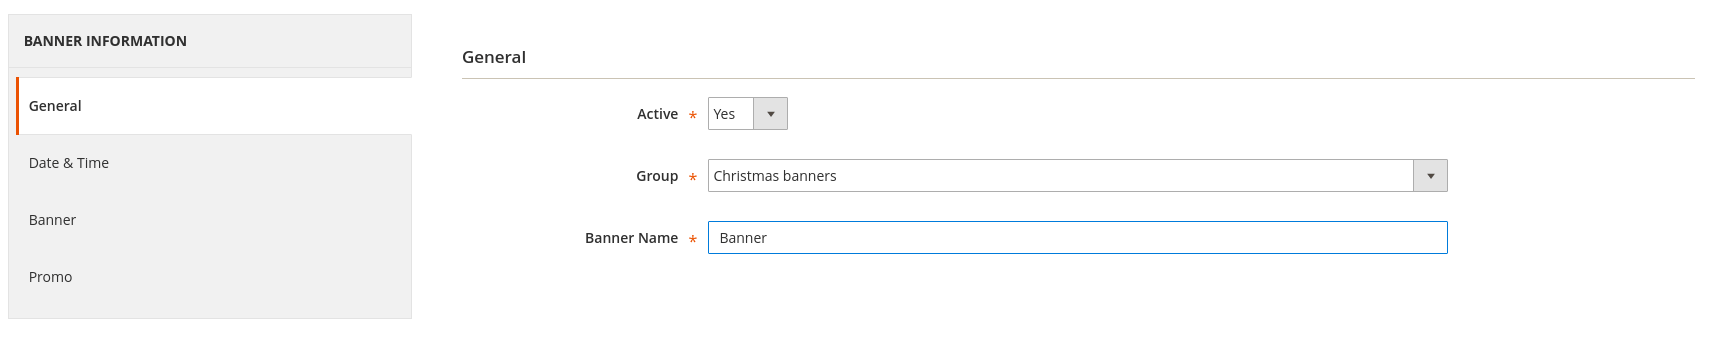 BANNER INFORMATION
General
Date & Time
Banner
Promo
General
Active * Yes
Group * Christmas banners
Banner Name * Banner